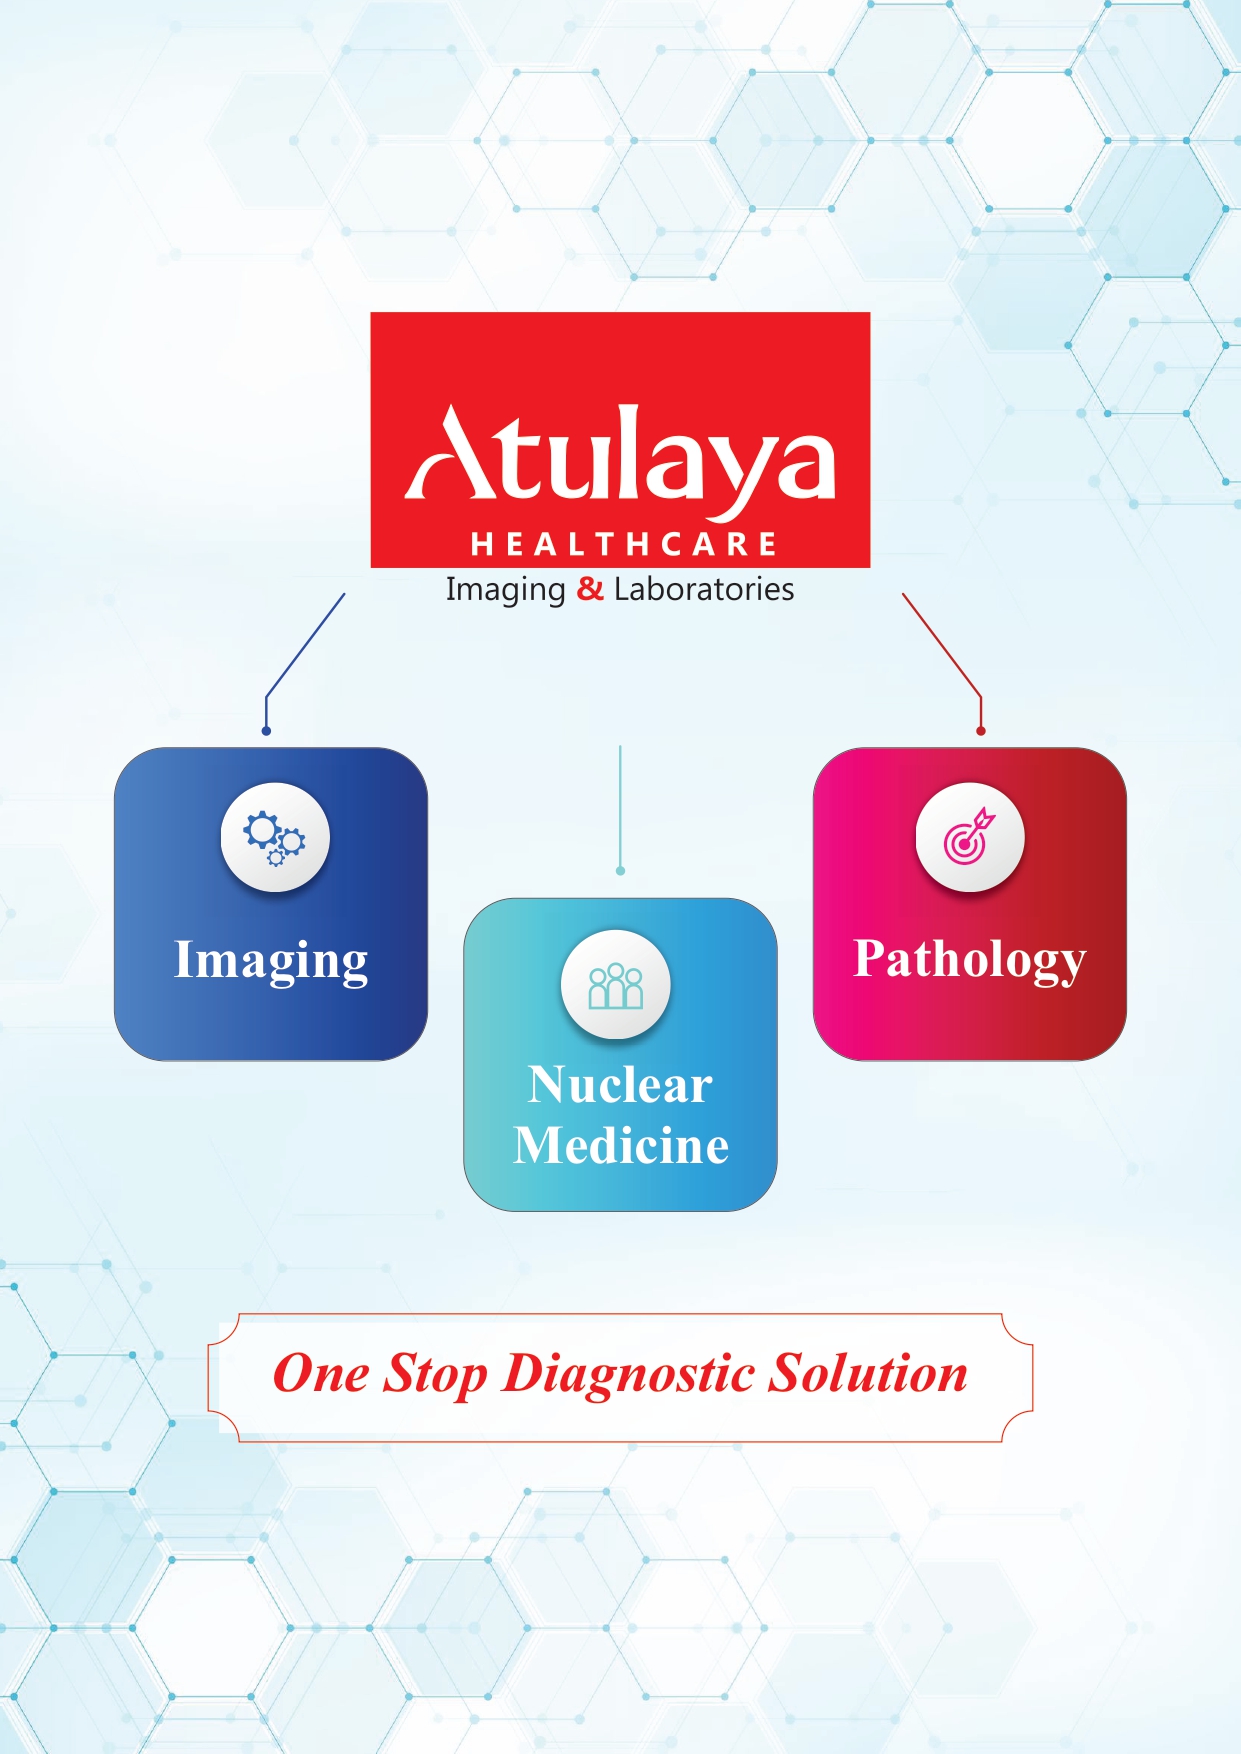 Atulaya
HEALTHCARE
Imaging & Laboratories
Imaging
Pathology
Nuclear
Medicine
One Stop Diagnostic Solution